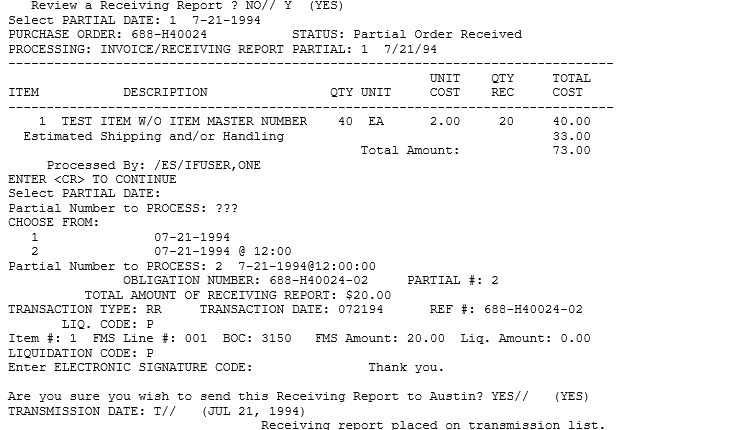 Review a Receiving Report ? NO// Y  (YES)
Select PARTIAL DATE: 1  7-21-1994
PURCHASE ORDER: 688-H40024            STATUS: Partial Order Received
PROCESSING: INVOICE/RECEIVING REPORT PARTIAL: 1  7/21/94
--------------------------------------------------------------------------------
UNIT    QTY    TOTAL
ITEM           DESCRIPTION                 QTY UNIT     COST    REC    COST
--------------------------------------------------------------------------------
1  TEST ITEM W/O ITEM MASTER NUMBER    40  EA      2.00     20     40.00
Estimated Shipping and/or Handling                                   33.00
Total Amount:            73.00
Processed By: /ES/IFUSER,ONE
ENTER <CR> TO CONTINUE
Select PARTIAL DATE:
Partial Number to PROCESS: ???
CHOOSE FROM:
1               07-21-1994
2               07-21-1994 @ 12:00
Partial Number to PROCESS: 2  7-21-1994@12:00:00
OBLIGATION NUMBER: 688-H40024-02     PARTIAL #: 2
TOTAL AMOUNT OF RECEIVING REPORT: $20.00
TRANSACTION TYPE: RR     TRANSACTION DATE: 072194      REF #: 688-H40024-02
LIQ. CODE: P
Item #: 1  FMS Line #: 001  BOC: 3150   FMS Amount: 20.00  Liq. Amount: 0.00
LIQUIDATION CODE: P
Enter ELECTRONIC SIGNATURE CODE:               Thank you.
Are you sure you wish to send this Receiving Report to Austin? YES//   (YES)
TRANSMISSION DATE: T//   (JUL 21, 1994)
Receiving report placed on transmission list.